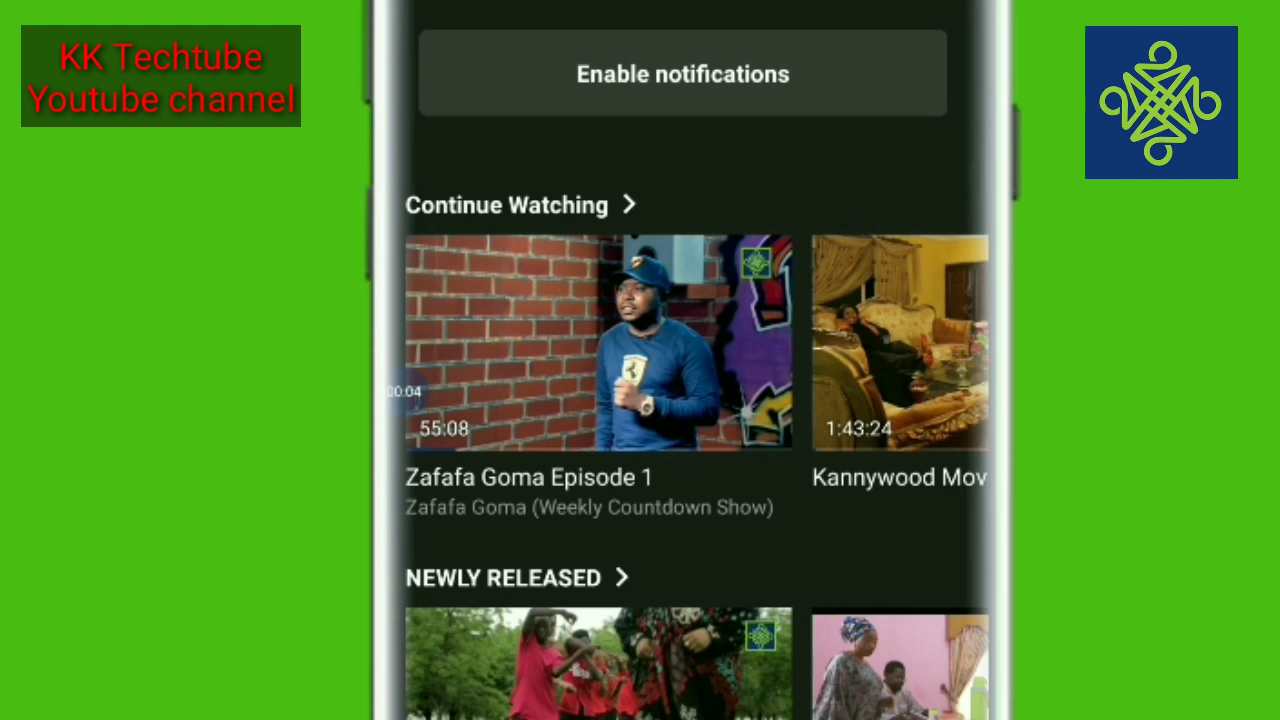 KK Techtube
Youtube channel
Enable notifications
Continue Watching
00:04
55:08
1:43:24
Zafafa Goma Episode 1
Kannywood Mov
Zafafa Goma (Weekly Countdown Show)
NEWLY RELEASED